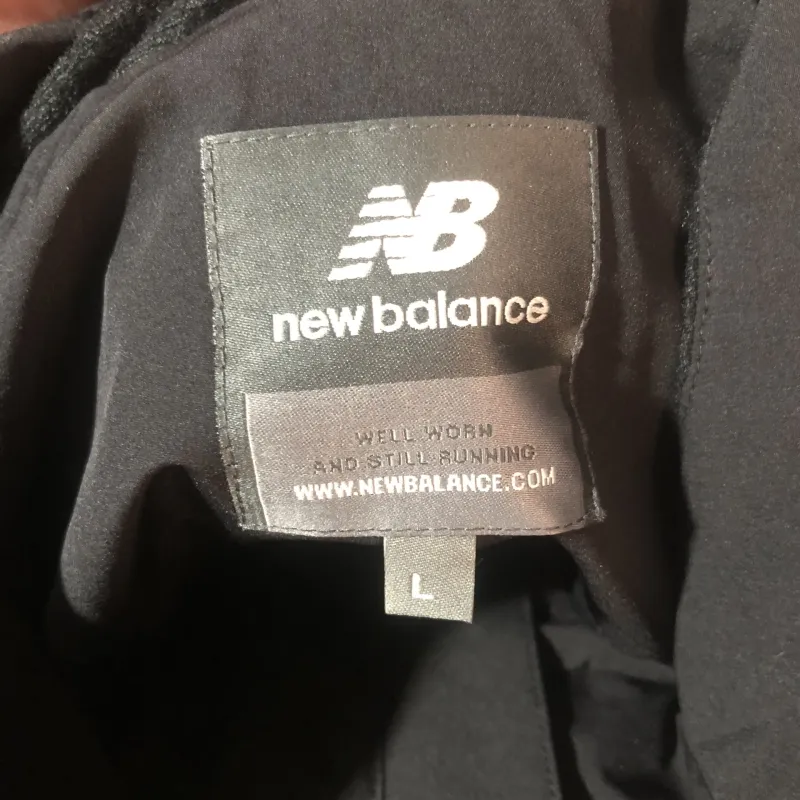 NB
new balance
WELL WORN
AND STILL RUNNING
WWW.NEWBALANCE.COM
L